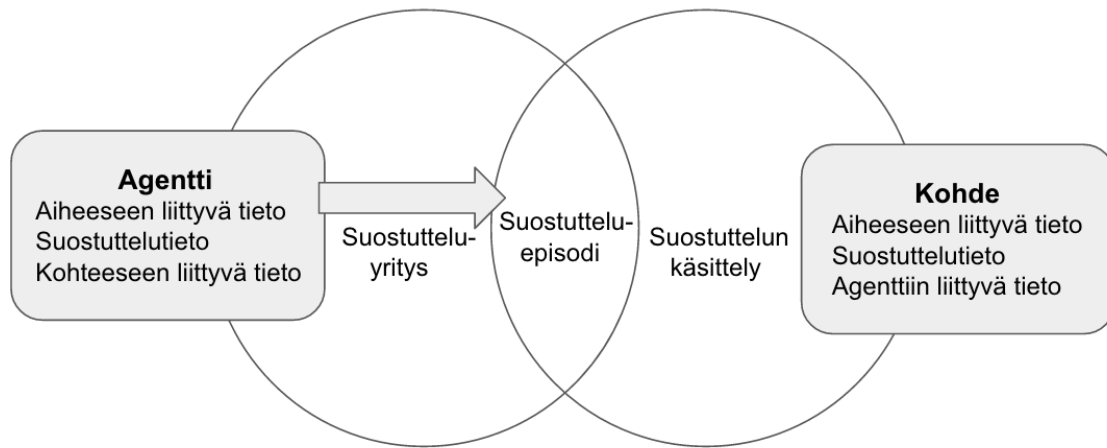 Agentti
Aiheeseen liittyvä tieto
Suostuttelutieto
Kohteeseen liittyvä tieto
Suostuttelu-
yritys
Suostuttelu-
episodi
Suostuttelun
käsittely
Kohde
Aiheeseen liittyvä tieto
Suostuttelutieto
Agenttiin liittyvä tieto